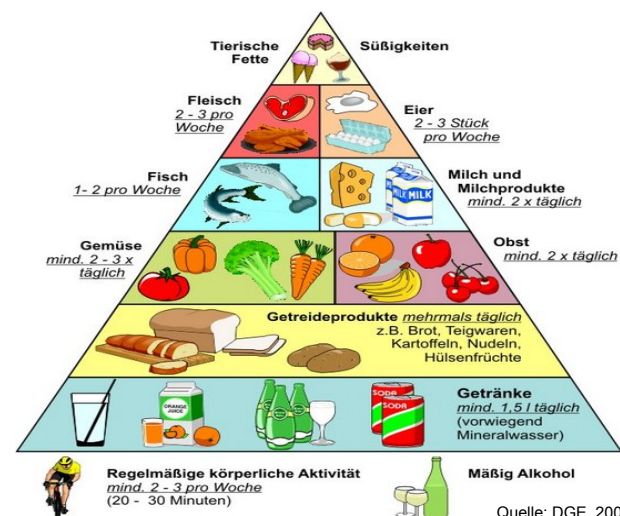 Tierische
Fette
Süßigkeiten
Fleisch
2 - 3 pro
Woche
Eier
2 - 3 Stück
pro Woche
Fisch
1- 2 pro Woche
Milch und
Milchprodukte
mind. 2 x täglich
MILK MILK
Gemüse
mind. 2 - 3 x
täglich
Obst
mind. 2 x täglich
Getreideprodukte mehrmals täglich
z.B. Brot, Teigwaren,
Kartoffeln, Nudeln,
Hülsenfrüchte
ORANGE
JUICE
SODA
SODA
Getränke
mind. 1,5 l täglich
(vorwiegend
Mineralwasser)
Regelmäßige körperliche Aktivität
mind. 2 - 3 pro Woche
(20 - 30 Minuten)
Mäßig Alkohol
Quelle: DGE,